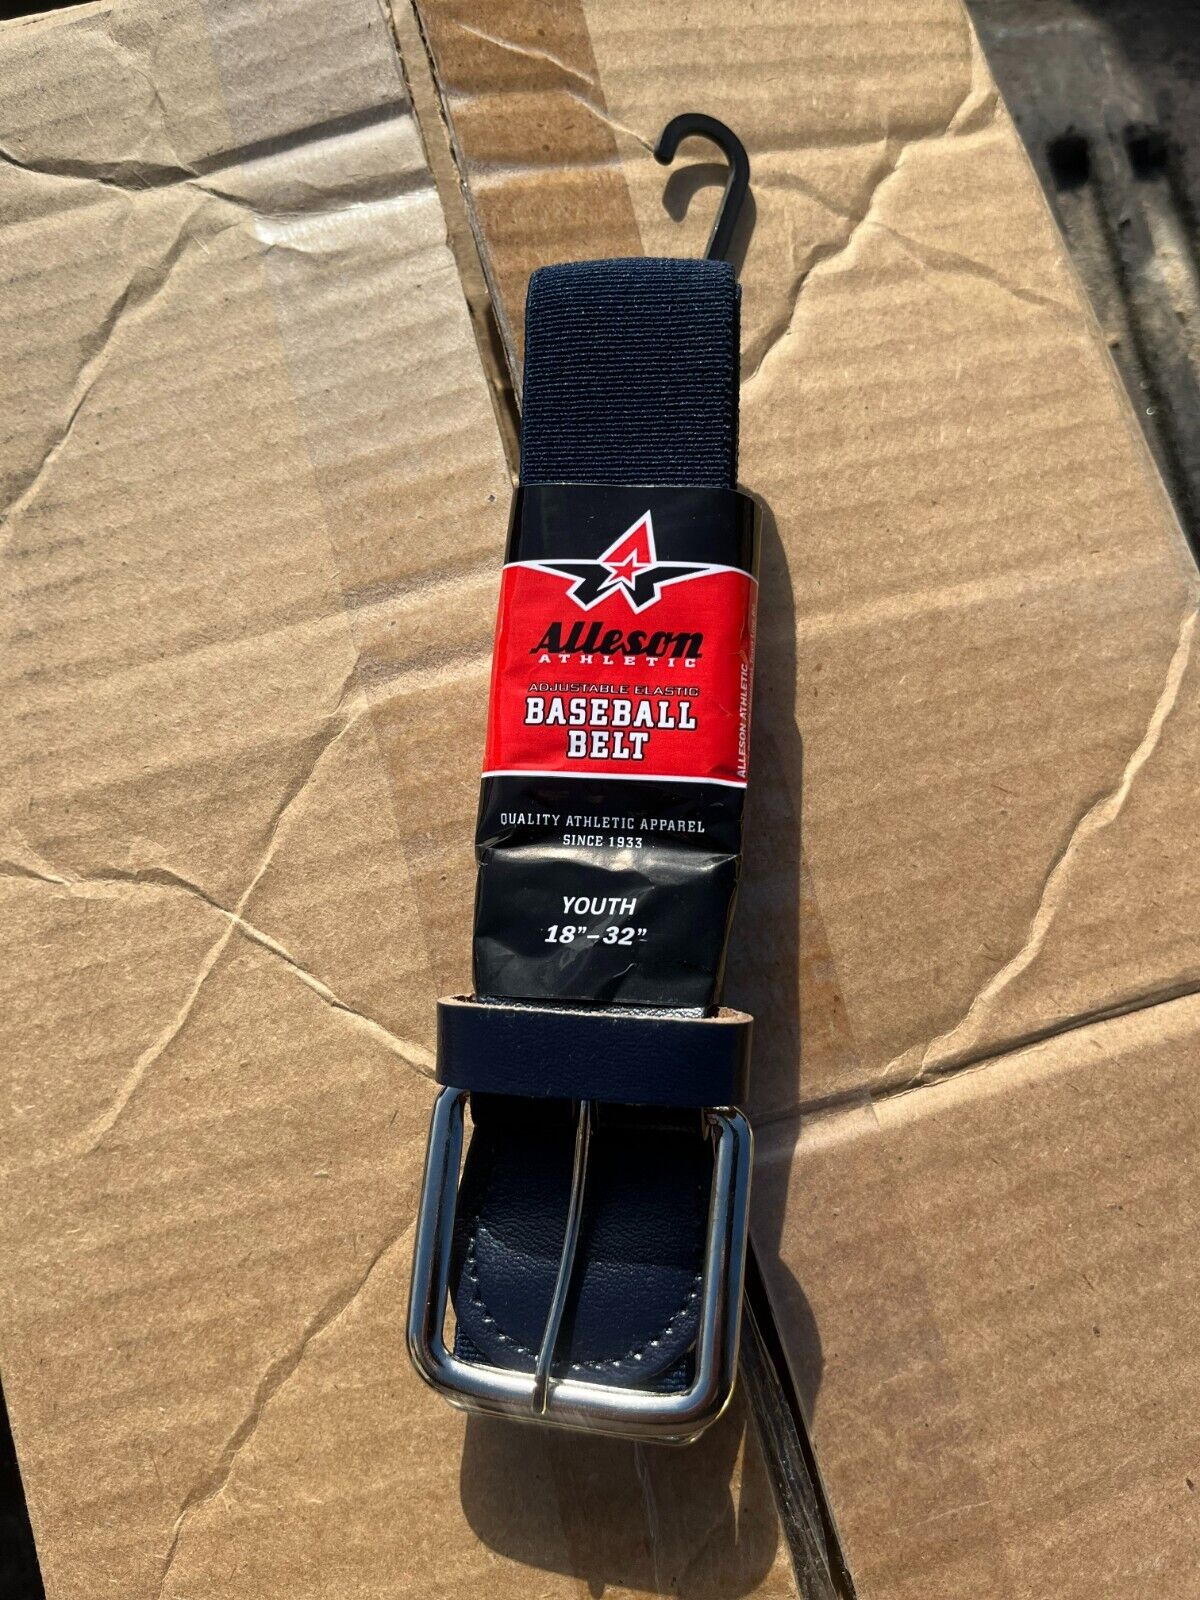 Alleson
ATHLETIC
ADJUSTABLE ELASTIC
BASEBALL
BELT
QUALITY ATHLETIC APPAREL
SINCE 1933
YOUTH
18”–32”
ALLESON ATHLETIC